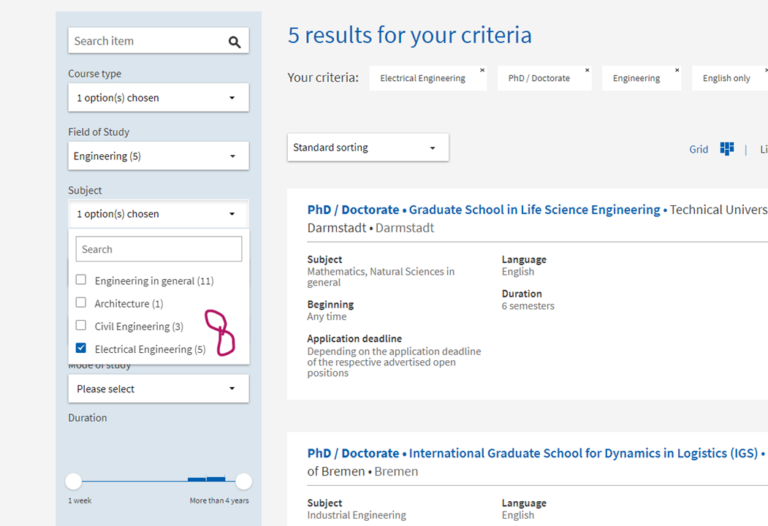 Search item
Course type
1 option(s) chosen
Field of Study
Engineering (5)
Subject
1 option(s) chosen
Search
Engineering in general (11)
Architecture (1)
Civil Engineering (3)
Electrical Engineering (5)
8
Mode of study
Please select
Duration
1 week
More than 4 years
5 results for your criteria
Your criteria:
Electrical Engineering ×
PhD / Doctorate ×
Engineering ×
English only ×
Standard sorting
Grid | Li
PhD / Doctorate • Graduate School in Life Science Engineering • Technical Univers
Darmstadt • Darmstadt
Subject
Mathematics, Natural Sciences in
general
Beginning
Any time
Application deadline
Depending on the application deadline
of the respective advertised open
positions
Language
English
Duration
6 semesters
PhD / Doctorate • International Graduate School for Dynamics in Logistics (IGS) •
of Bremen • Bremen
Subject
Industrial Engineering
Language
English